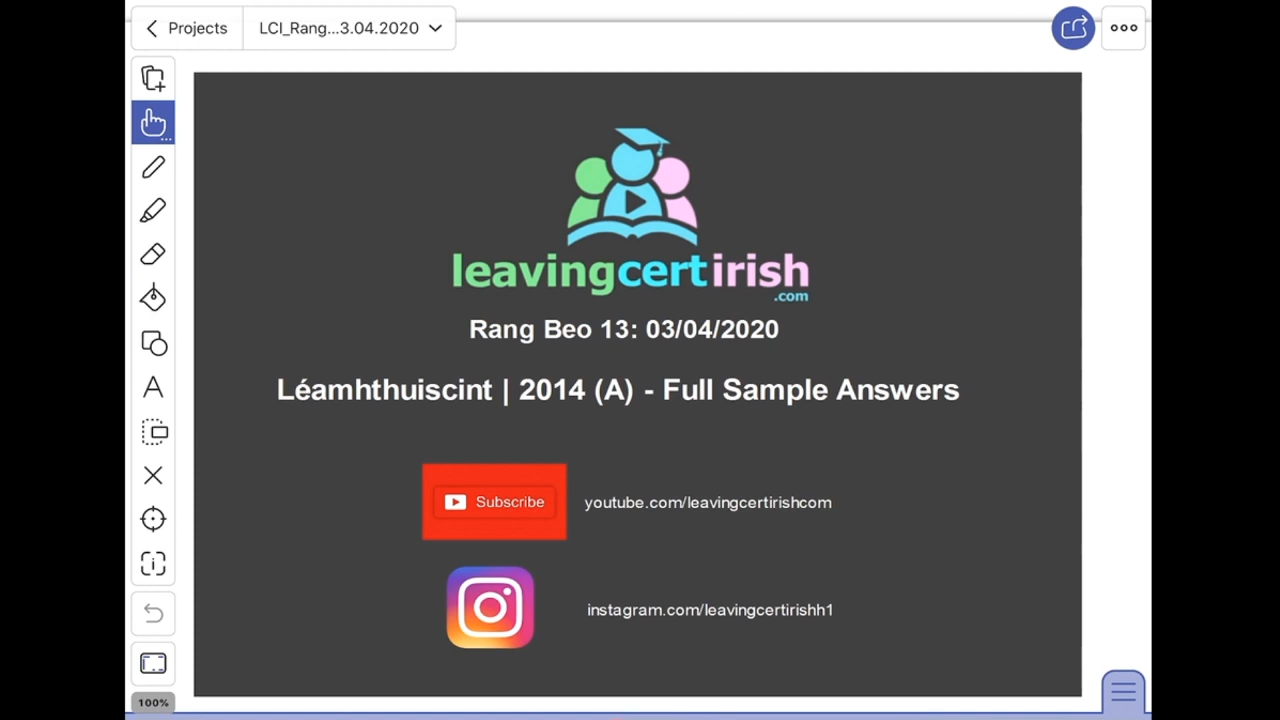 Projects
LCI_Rang...3.04.2020
leavingcertirish
.com
Rang Beo 13: 03/04/2020
Léamhthuiscint | 2014 (A) - Full Sample Answers
Subscribe
youtube.com/leavingcertirishcom
instagram.com/leavingcertirishh1
100%